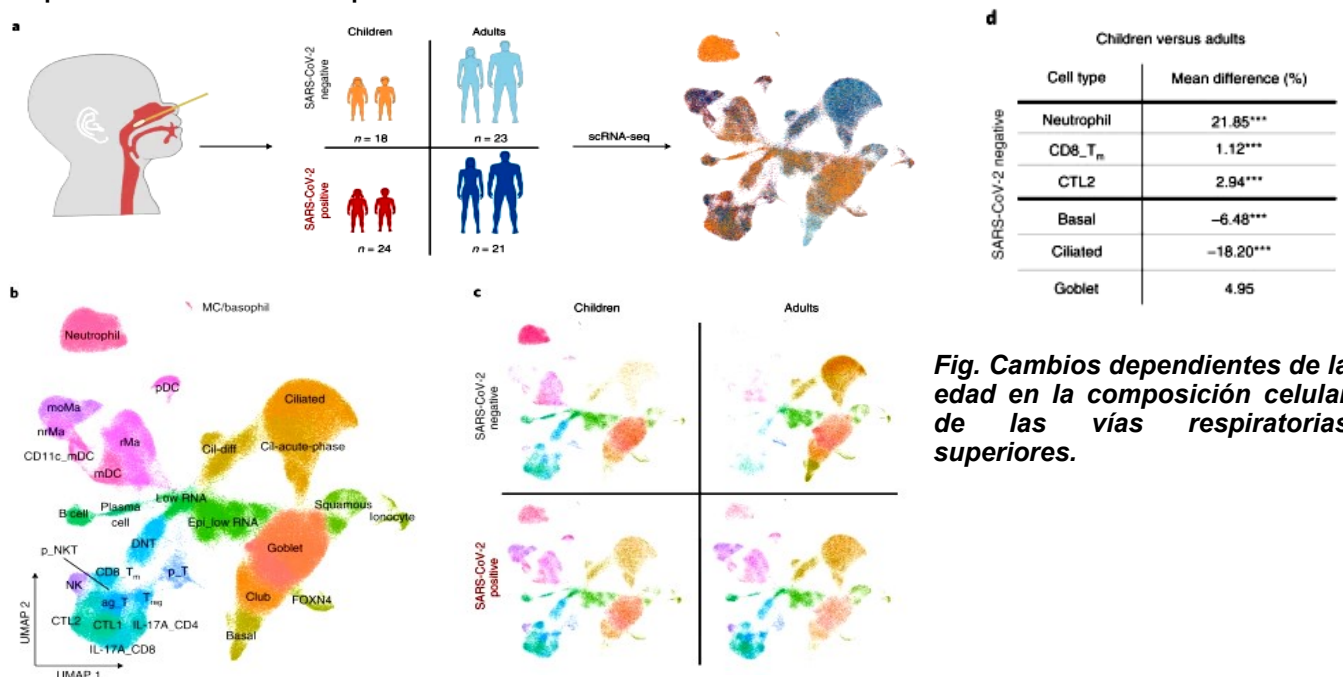 a
Children
Adults
SARS-CoV-2
negative
n = 18
n = 23
scRNA-seq
SARS-CoV-2
positive
n = 24
n = 21
d
Children versus adults
Cell type Mean difference (%)
SARS-CoV-2 negative
Neutrophil 21.85***
CD8_Tm 1.12***
CTL2 2.94***
Basal –6.48***
Ciliated –18.20***
Goblet 4.95
b
MC/basophil
Neutrophil
pDC
moMa
nrMa
rMa
CD11c_mDC
mDC
Ciliated
Cil-diff
Cil-acute-phase
Low RNA
B cell
Plasma
cell
Epi_low RNA
Squamous
Ionocyte
DNT
Goblet
p_NKT
CD8_Tm
p_T
NK
ag_T
Treg
Club
FOXN4
CTL2
CTL1
IL-17A_CD4
Basal
IL-17A_CD8
UMAP 2
UMAP 1
c
Children
Adults
SARS-CoV-2
negative
SARS-CoV-2
positive
Fig. Cambios dependientes de la
edad en la composición celular
de las vías respiratorias
superiores.